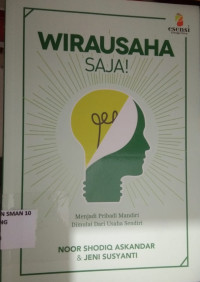 esensi
WIRAUSAHA
SAJA!
Menjadi Pribadi Mandiri
Dimulai Dari Usaha Sendiri
SMAN 10
NOOR SHODIQ ASKANDAR
& JENI SUSYANTI